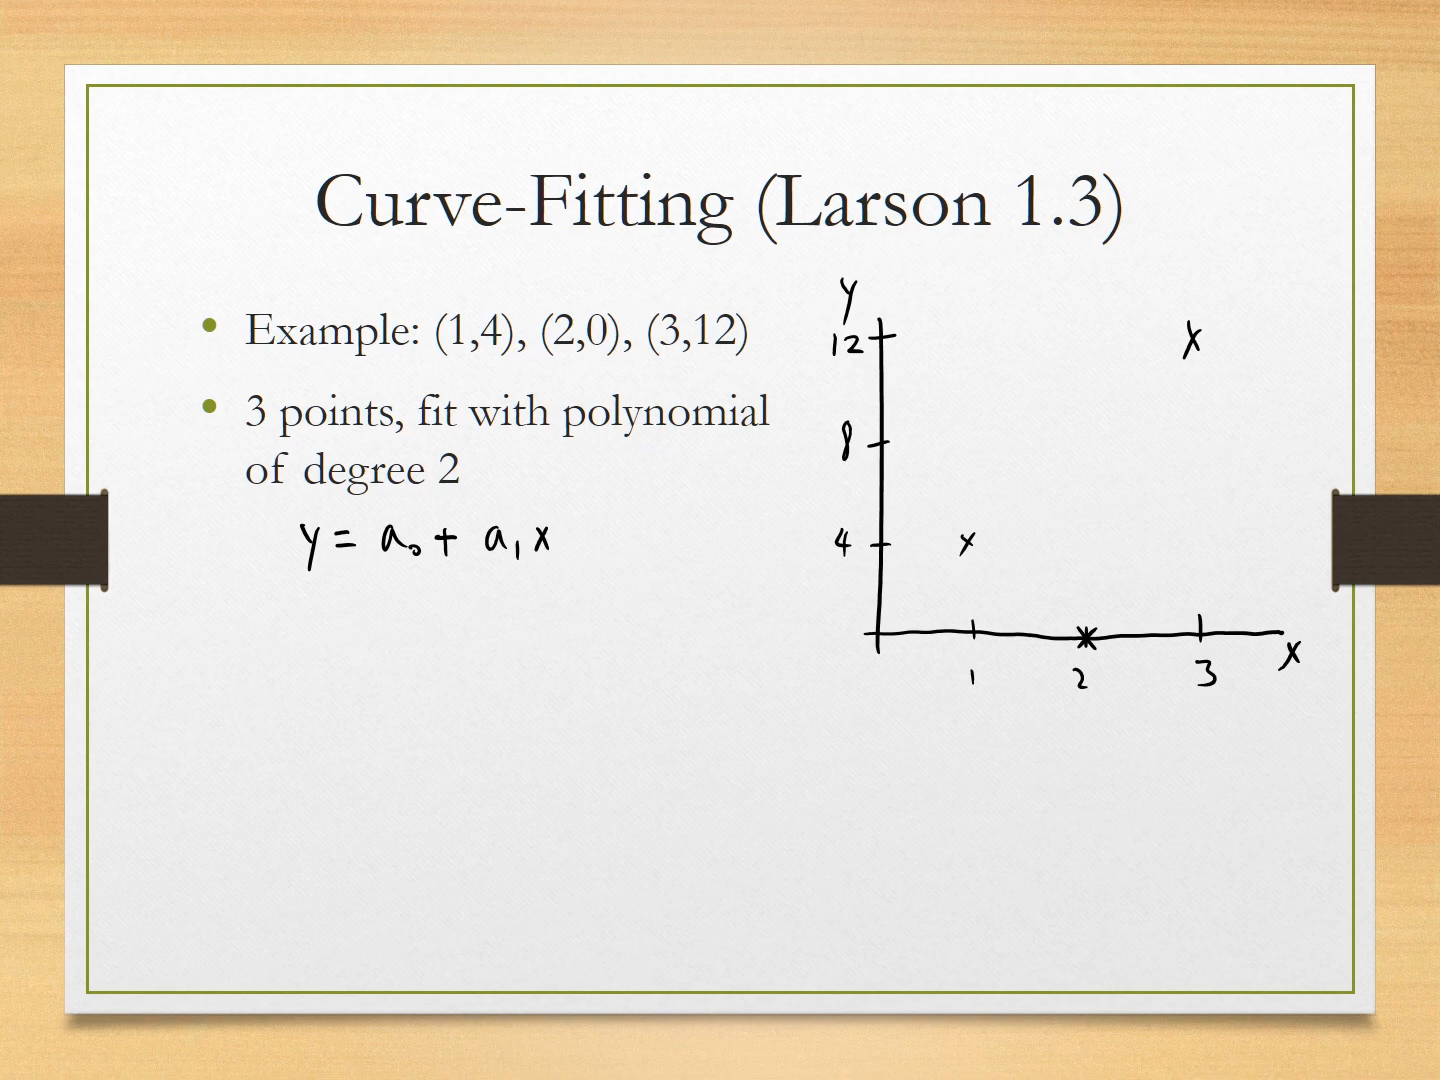 Curve-Fitting (Larson 1.3)
• Example: (1,4), (2,0), (3,12)
• 3 points, fit with polynomial
of degree 2
y = a₀ + a₁ x
y
12
8
4
1
2
3
x